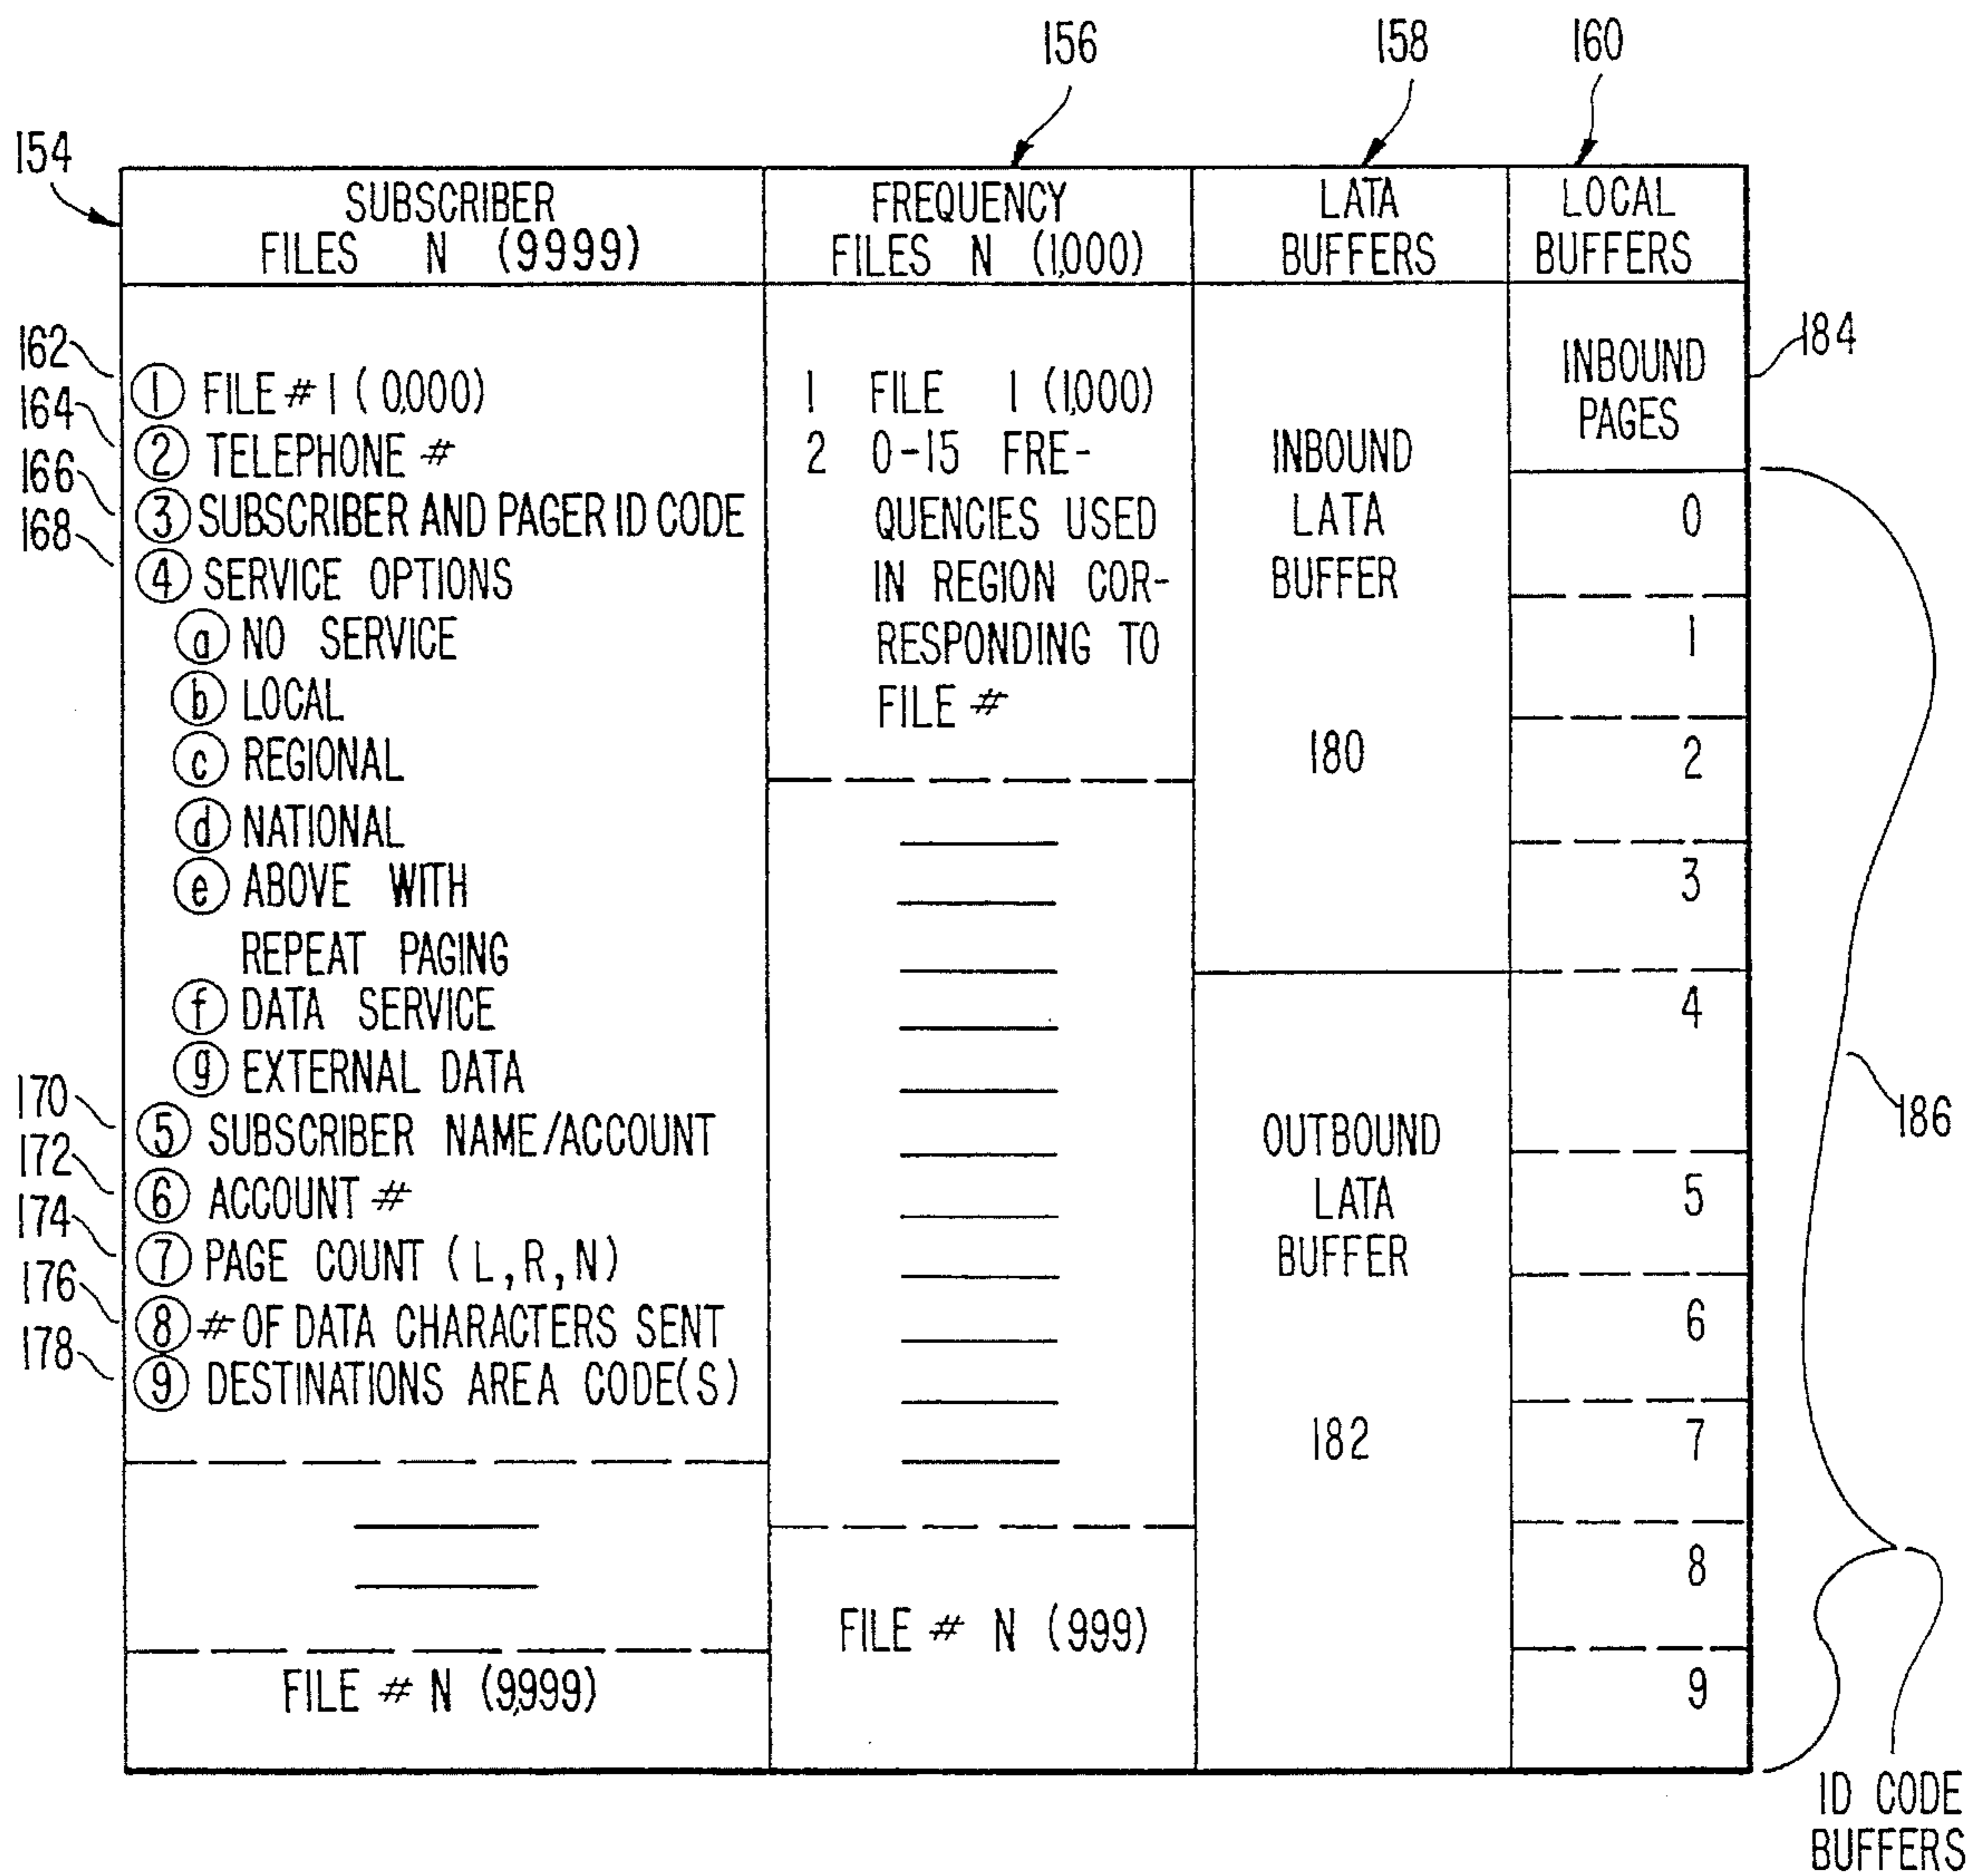 156
158
160
154
SUBSCRIBER
FILES N (9999)
FREQUENCY
FILES N (1,000)
LATA
BUFFERS
LOCAL
BUFFERS
162
164
166
168
170
172
174
176
178
① FILE # 1 (0,000)
② TELEPHONE #
③ SUBSCRIBER AND PAGER ID CODE
④ SERVICE OPTIONS
ⓐ NO SERVICE
ⓑ LOCAL
ⓒ REGIONAL
ⓓ NATIONAL
ⓔ ABOVE WITH
REPEAT PAGING
ⓕ DATA SERVICE
ⓖ EXTERNAL DATA
⑤ SUBSCRIBER NAME/ACCOUNT
⑥ ACCOUNT #
⑦ PAGE COUNT (L,R,N)
⑧ # OF DATA CHARACTERS SENT
⑨ DESTINATIONS AREA CODE(S)
FILE # N (9,999)
1 FILE 1 (1,000)
2 0-15 FRE-
QUENCIES USED
IN REGION COR-
RESPONDING TO
FILE #
FILE # N (999)
INBOUND
LATA
BUFFER
180
OUTBOUND
LATA
BUFFER
182
INBOUND
PAGES
0
1
2
3
4
5
6
7
8
9
184
186
ID CODE
BUFFERS